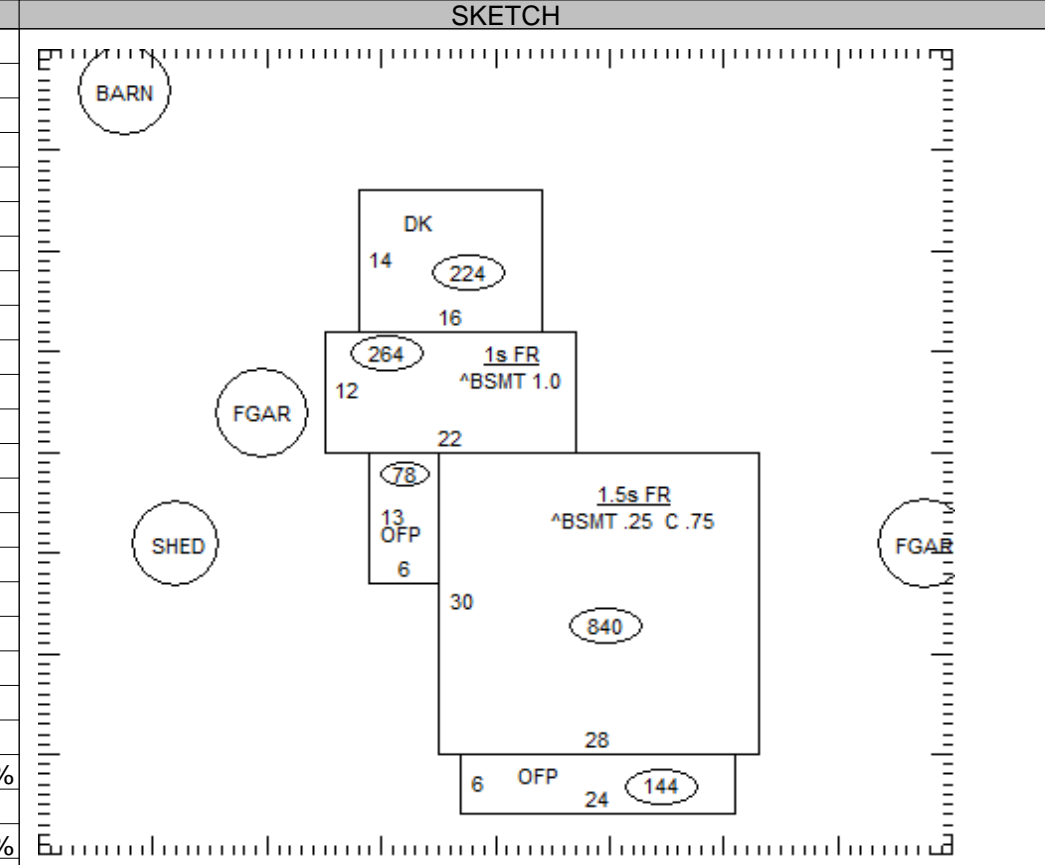 SKETCH
BARN
DK
14
224
16
264
1s FR
^BSMT 1.0
12
FGAR
22
78
13
OFP
6
1.5s FR
^BSMT .25 C .75
SHED
FGAR
30
840
28
%
6
OFP
24
144
%